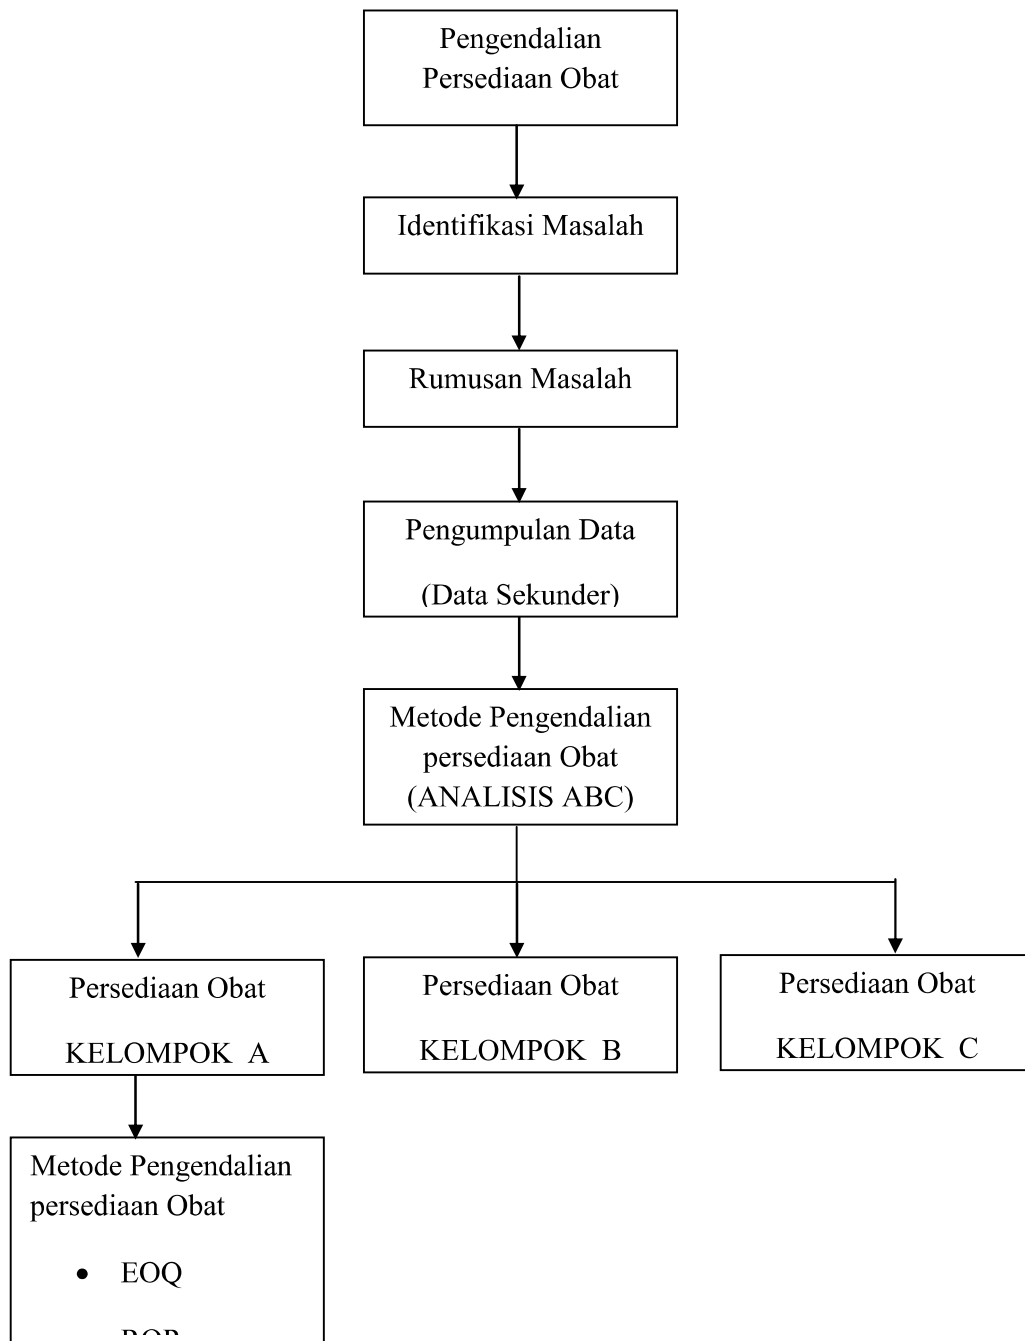 Pengendalian
Persediaan Obat
Identifikasi Masalah
Rumusan Masalah
Pengumpulan Data
(Data Sekunder)
Metode Pengendalian
persediaan Obat
(ANALISIS ABC)
Persediaan Obat
KELOMPOK A
Persediaan Obat
KELOMPOK B
Persediaan Obat
KELOMPOK C
Metode Pengendalian
persediaan Obat
• EOQ